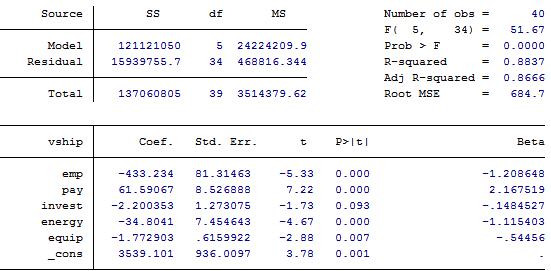 Source SS df MS Number of obs = 40
F( 5, 34) = 51.67
Model 121121050 5 24224209.9 Prob > F = 0.0000
Residual 15939755.7 34 468816.344 R-squared = 0.8837
Adj R-squared = 0.8666
Total 137060805 39 3514379.62 Root MSE = 684.7
vship Coef. Std. Err. t P>|t| Beta
emp -433.234 81.31463 -5.33 0.000 -1.208648
pay 61.59067 8.526888 7.22 0.000 2.167519
invest -2.200353 1.273075 -1.73 0.093 -.1484527
energy -34.8041 7.454643 -4.67 0.000 -1.115403
equip -1.772903 .6159922 -2.88 0.007 -.54456
_cons 3539.101 936.0097 3.78 0.001 .